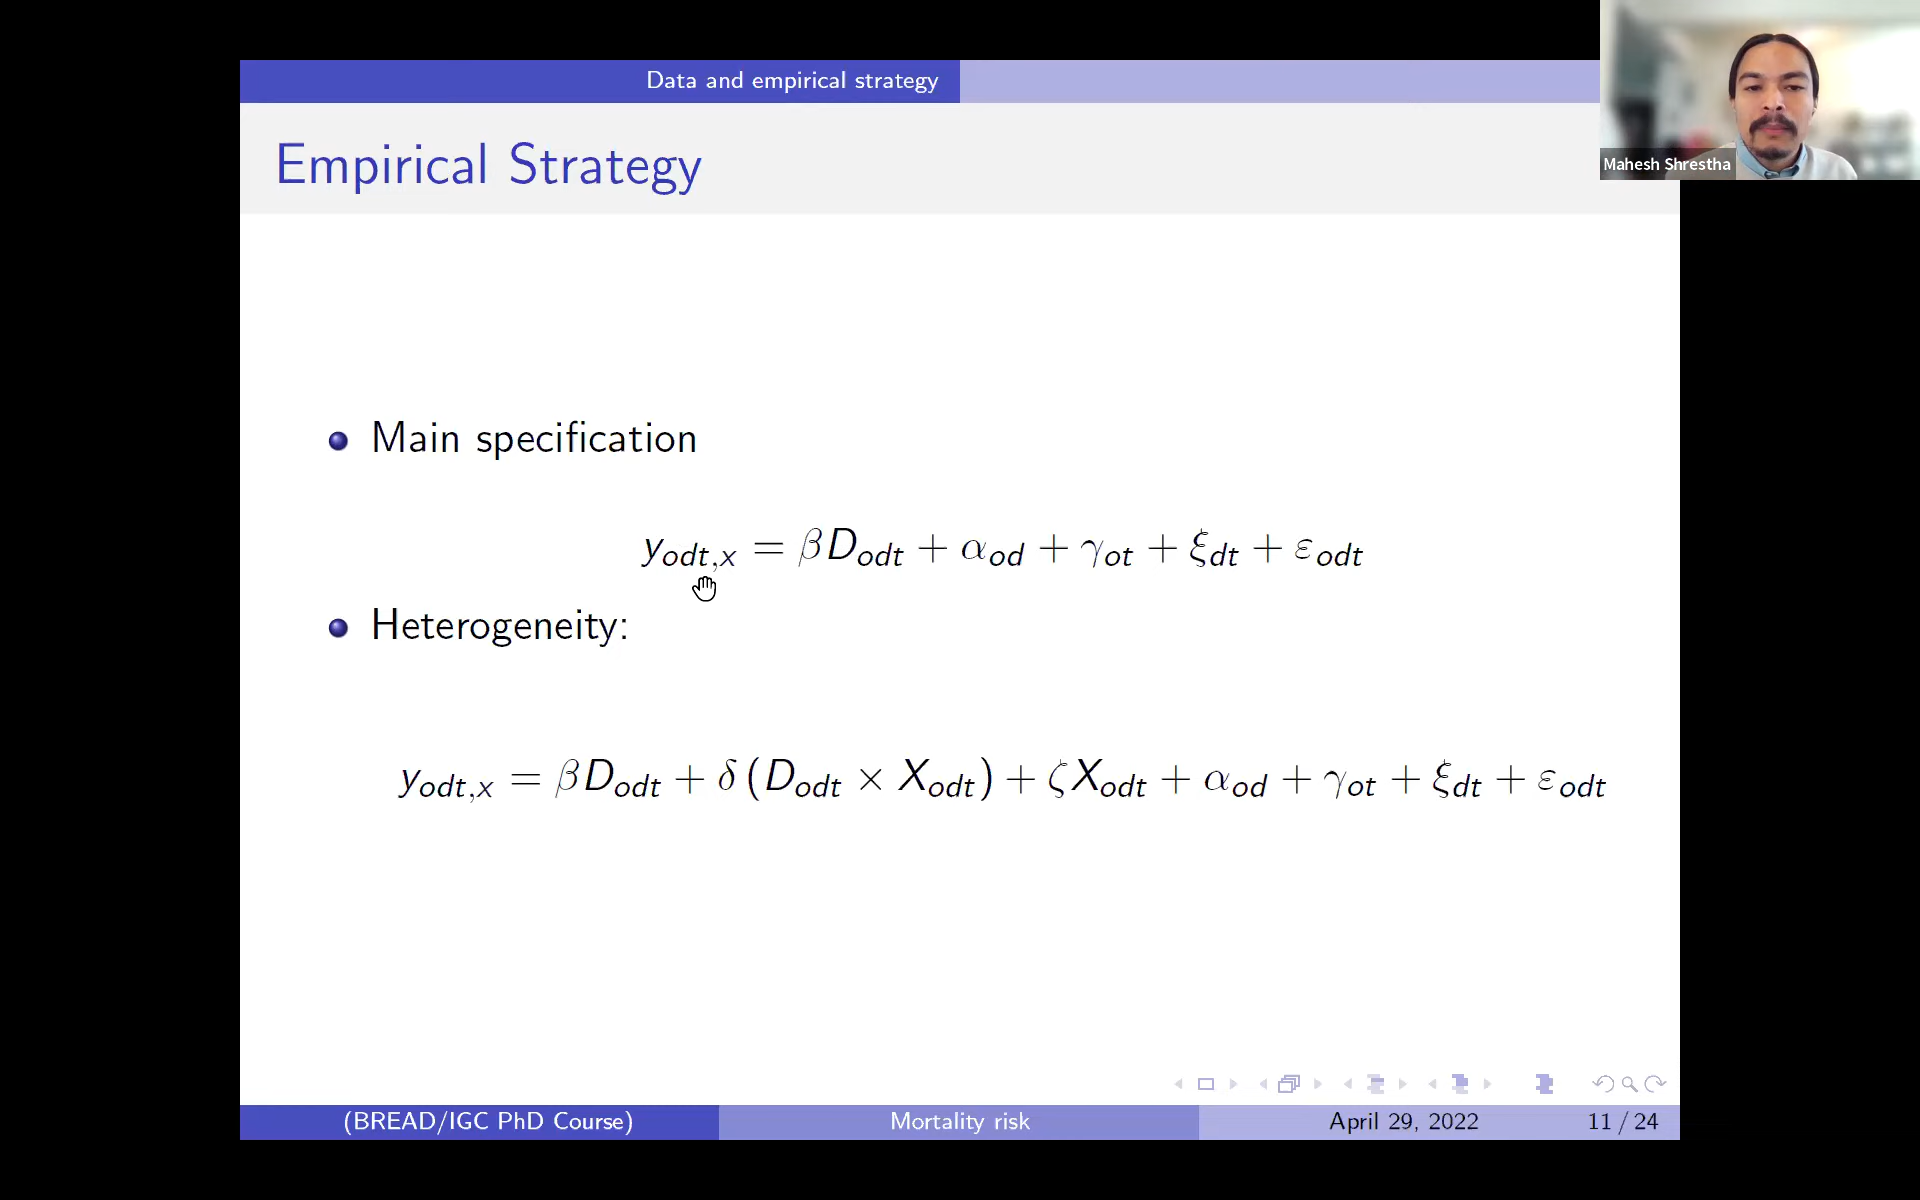 Data and empirical strategy
Mahesh Shrestha
Empirical Strategy
Main specification
y_{odt,x} = βD_{odt} + α_{od} + γ_{ot} + ξ_{dt} + ε_{odt}
Heterogeneity:
y_{odt,x} = βD_{odt} + δ (D_{odt} × X_{odt}) + ζX_{odt} + α_{od} + γ_{ot} + ξ_{dt} + ε_{odt}
(BREAD/IGC PhD Course) Mortality risk April 29, 2022 11 / 24